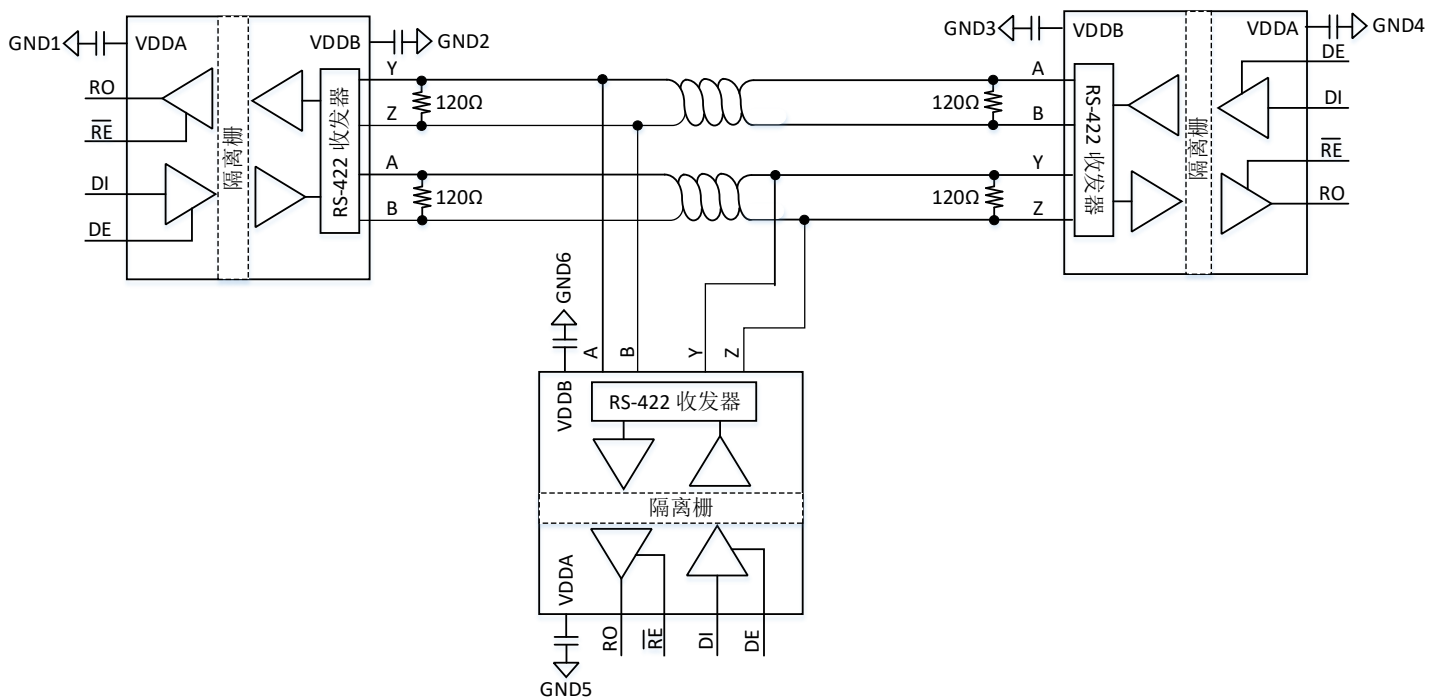 GND1
VDDA
VDDB
GND2
RO
RE
DI
DE
隔离栅
RS-422 收发器
Y
Z
A
B
120Ω
120Ω
GND3
VDDB
VDDA
GND4
A
B
Y
Z
120Ω
120Ω
RS-422 收发器
隔离栅
DE
DI
RE
RO
GND6
VDDB
A
B
Y
Z
RS-422 收发器
隔离栅
VDDA
GND5
RO
RE
DI
DE